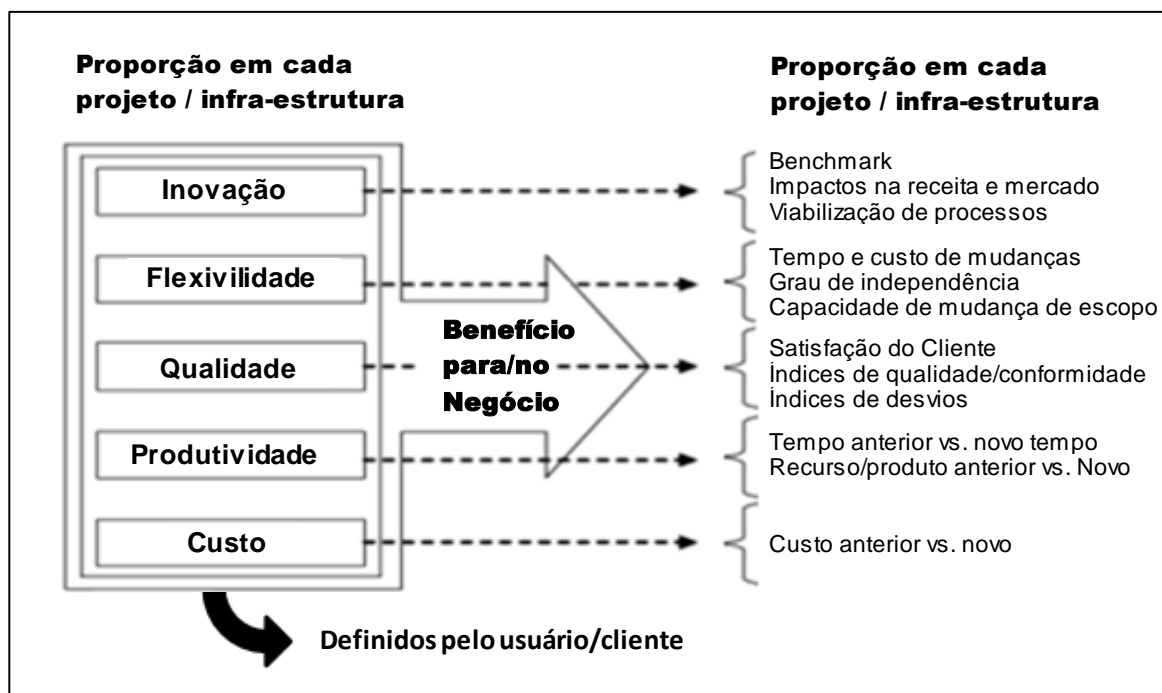 Proporção em cada
projeto / infra-estrutura
Proporção em cada
projeto / infra-estrutura
Inovação
Benchmark
Impactos na receita e mercado
Viabilização de processos
Flexivilidade
Tempo e custo de mudanças
Grau de independência
Capacidade de mudança de escopo
Benefício
para/no
Negócio
Qualidade
Satisfação do Cliente
Índices de qualidade/conformidade
Índices de desvios
Produtividade
Tempo anterior vs. novo tempo
Recurso/produto anterior vs. Novo
Custo
Custo anterior vs. novo
Definidos pelo usuário/cliente